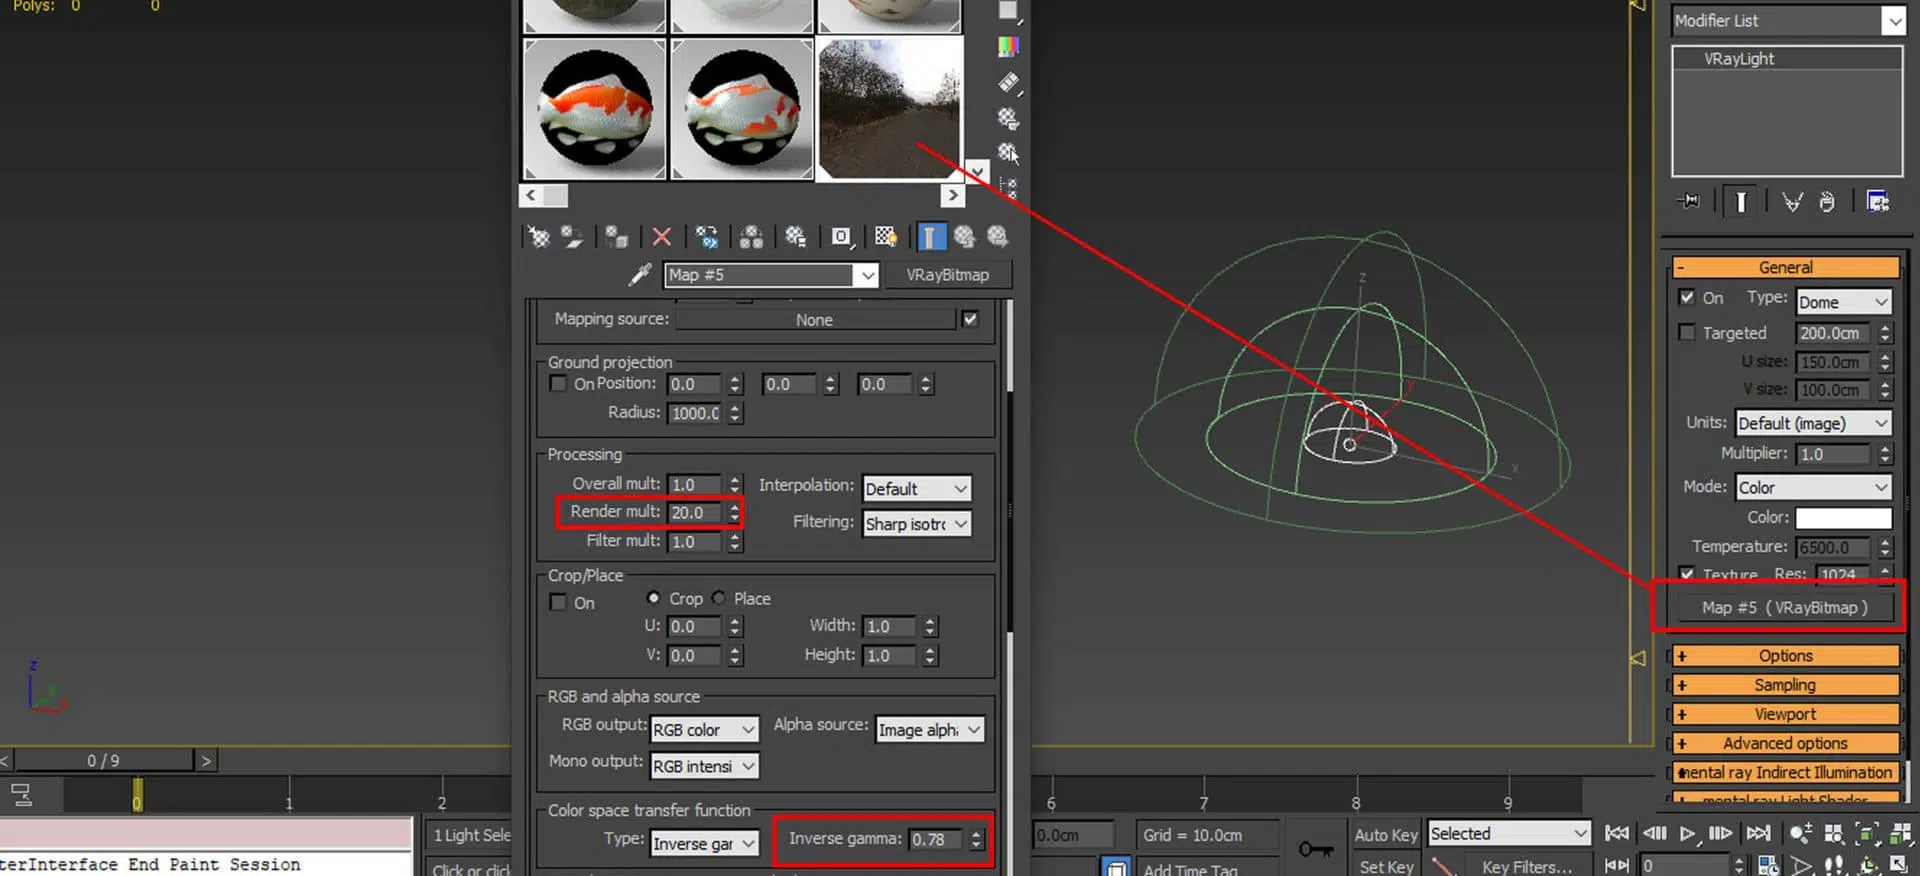 Polys: 0 0
Modifier List
VRayLight
Map #5
VRayBitmap
Mapping source: None
Ground projection
On Position: 0.0 0.0 0.0
Radius: 1000.0
Processing
Overall mult: 1.0 Interpolation: Default
Render mult: 20.0 Filtering: Sharp isotr
Filter mult: 1.0
Crop/Place
On Crop Place
U: 0.0 Width: 1.0
V: 0.0 Height: 1.0
RGB and alpha source
RGB output: RGB color Alpha source: Image alph
Mono output: RGB intensi
Color space transfer function
Type: Inverse gar Inverse gamma: 0.78
z
y
x
- General
On Type: Dome
Targeted 200.0cm
U size: 150.0cm
V size: 100.0cm
Units: Default (image)
Multiplier: 1.0
Mode: Color
Color:
Temperature: 6500.0
Texture Res: 1024
Map #5 ( VRayBitmap )
+ Options
+ Sampling
+ Viewport
+ Advanced options
mental ray Indirect Illumination
+ mental ray Light Shader
z
y
x
< 0 / 9 >
0 1 2 6 7 8 9
1 Light Sele
0.0cm Grid = 10.0cm Auto Key Selected
terInterface End Paint Session
Click or clic
Add Time Tag Set Key Key Filters... 0